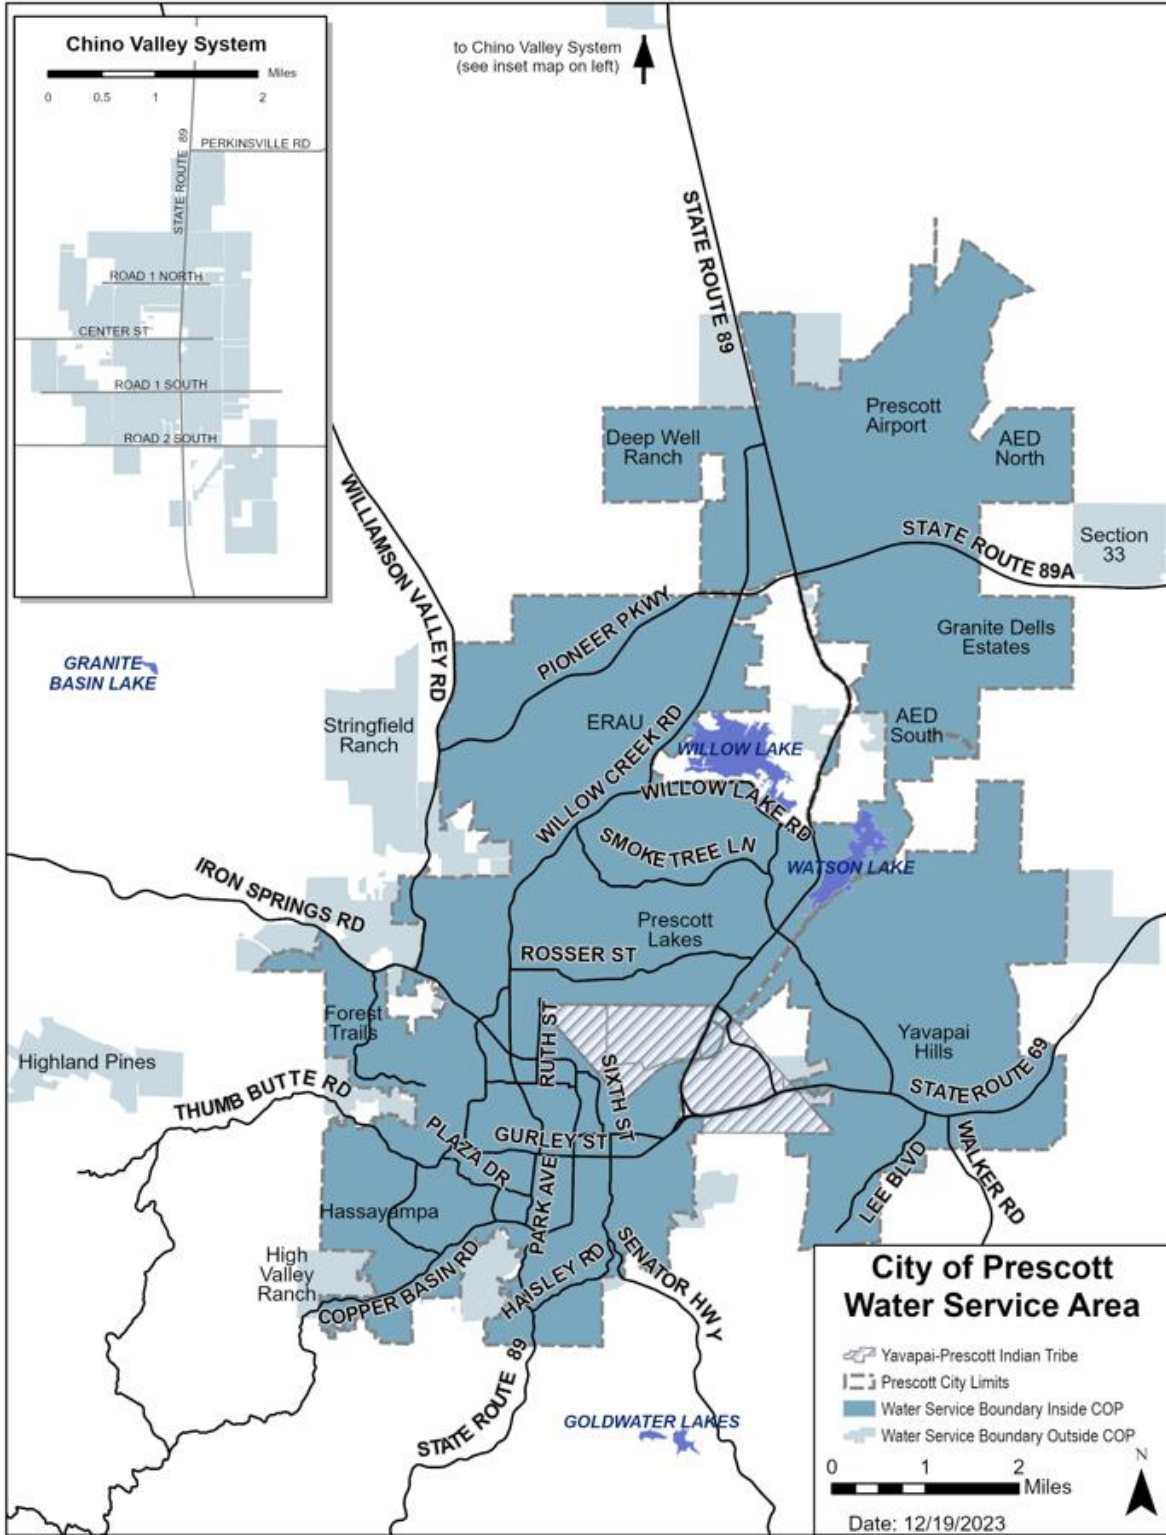 Chino Valley System
Miles
0 0.5 1 2
STATE ROUTE 89
PERKINSVILLE RD
ROAD 1 NORTH
CENTER ST
ROAD 1 SOUTH
ROAD 2 SOUTH
to Chino Valley System
(see inset map on left)
STATE ROUTE 89
Prescott
Airport
Deep Well
Ranch
AED
North
Section
33
STATE ROUTE 89A
WILLIAMSON VALLEY RD
PIONEER PKWY
Granite Dells
Estates
GRANITE
BASIN LAKE
Stringfield
Ranch
ERAU
WILLOW CREEK RD
WILLOW LAKE
AED
South
WILLOW LAKE RD
SMOKE TREE LN
WATSON LAKE
IRON SPRINGS RD
Prescott
Lakes
ROSSER ST
Forest
Trails
RUTH ST
SIXTH ST
Yavapai
Hills
Highland Pines
STATE ROUTE 69
THUMB BUTTE RD
PLAZA DR
GURLEY ST
PARK AVE
LEE BLVD
WALKER RD
Hassayampa
High
Valley
Ranch
COPPER BASIN RD
HAISLEY RD
SENATOR HWY
STATE ROUTE 89
GOLDWATER LAKES
City of Prescott
Water Service Area
Yavapai-Prescott Indian Tribe
Prescott City Limits
Water Service Boundary Inside COP
Water Service Boundary Outside COP
0 1 2
Miles
N
Date: 12/19/2023